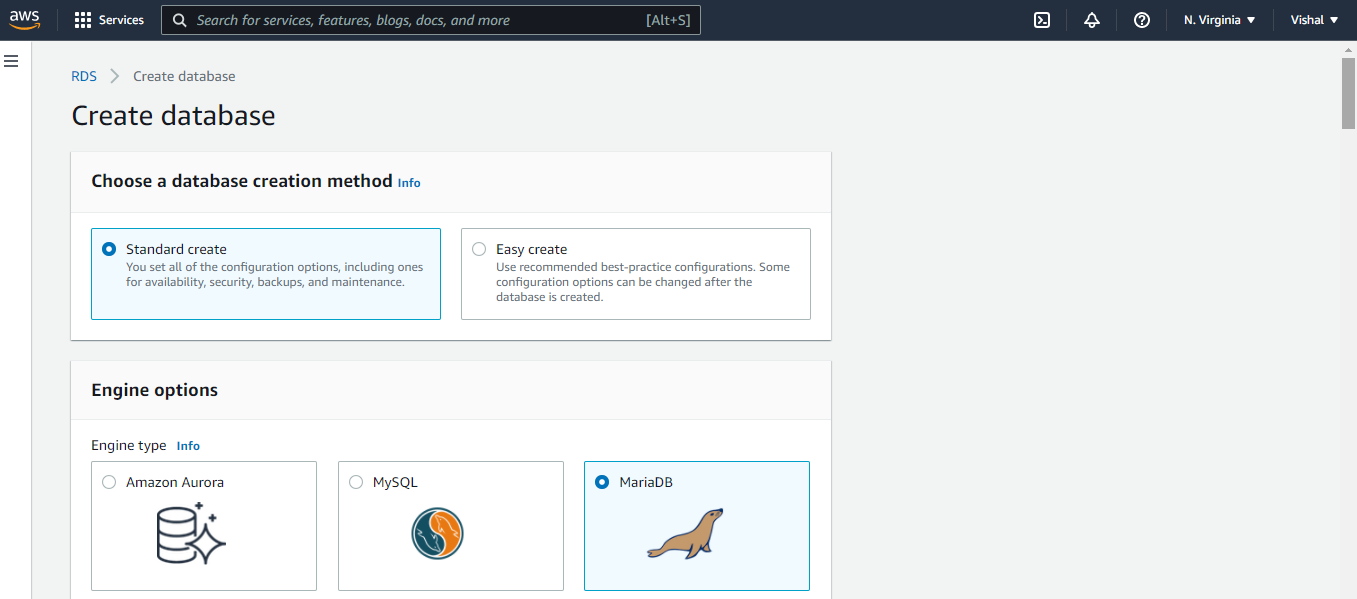 aws
Services
Search for services, features, blogs, docs, and more [Alt+S]
N. Virginia
Vishal
RDS
Create database
Create database
Choose a database creation method Info
Standard create
You set all of the configuration options, including ones
for availability, security, backups, and maintenance.
Easy create
Use recommended best-practice configurations. Some
configuration options can be changed after the
database is created.
Engine options
Engine type Info
Amazon Aurora
MySQL
MariaDB